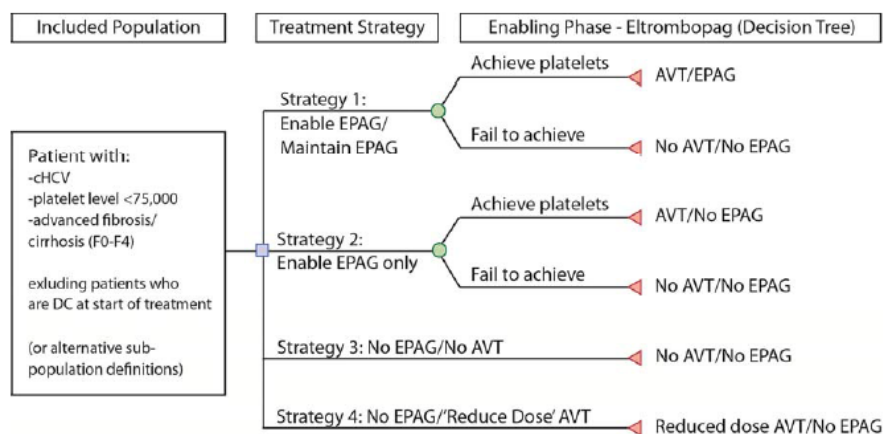 Included Population
Treatment Strategy
Enabling Phase - Eltrombopag (Decision Tree)
Patient with:
-cHCV
-platelet level <75,000
-advanced fibrosis/
cirrhosis (F0-F4)
exluding patients who
are DC at start of treatment
(or alternative sub-
population definitions)
Strategy 1:
Enable EPAG/
Maintain EPAG
Achieve platelets
AVT/EPAG
Fail to achieve
No AVT/No EPAG
Strategy 2:
Enable EPAG only
Achieve platelets
AVT/No EPAG
Fail to achieve
No AVT/No EPAG
Strategy 3: No EPAG/No AVT
No AVT/No EPAG
Strategy 4: No EPAG/'Reduce Dose' AVT
Reduced dose AVT/No EPAG